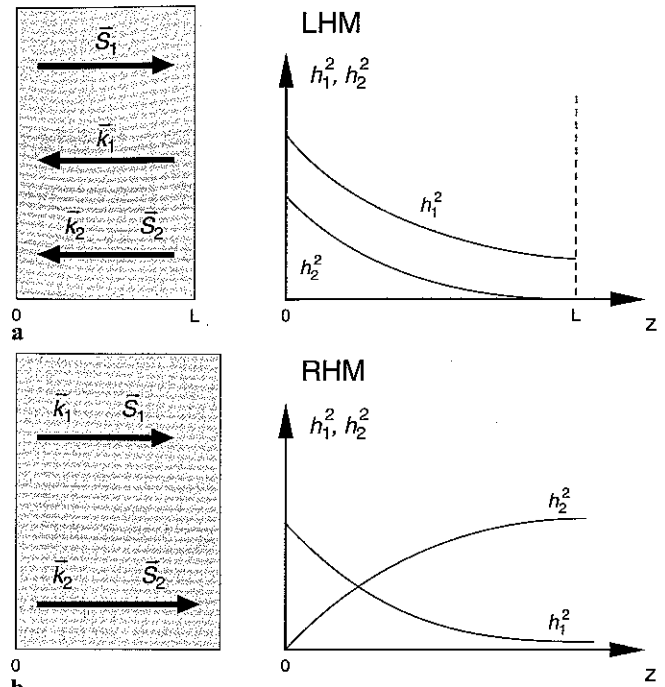 S̄₁
k̄₁
k̄₂ S̄₂
0 L
a
LHM
h₁², h₂²
h₁²
h₂²
0 L z
k̄₁ S̄₁
k̄₂ S̄₂
0
b
RHM
h₁², h₂²
h₂²
h₁²
0 z